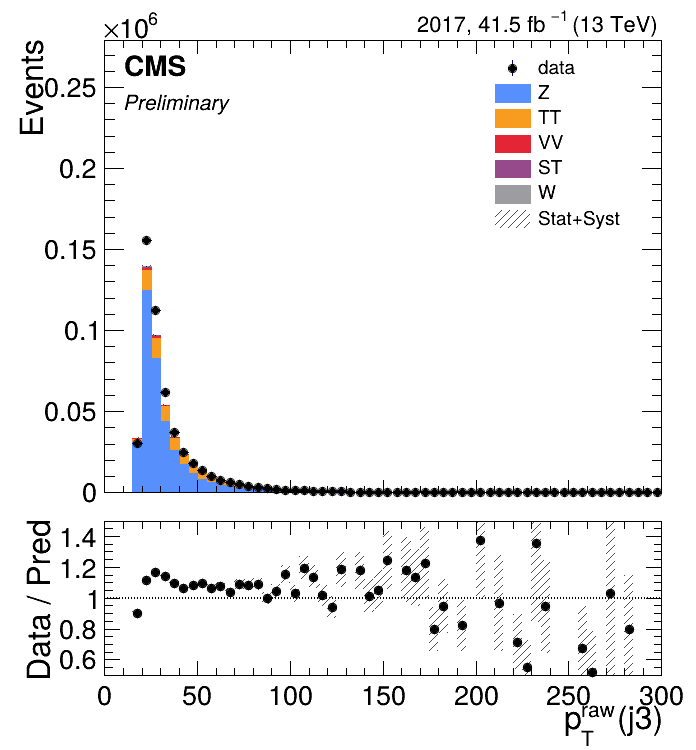 ×10⁶
2017, 41.5 fb⁻¹ (13 TeV)
CMS
Preliminary
Events
0.25
0.2
0.15
0.1
0.05
0
data
Z
TT
VV
ST
W
Stat+Syst
Data / Pred
1.4
1.2
1
0.8
0.6
0 50 100 150 200 250 300
p_T^raw(j3)